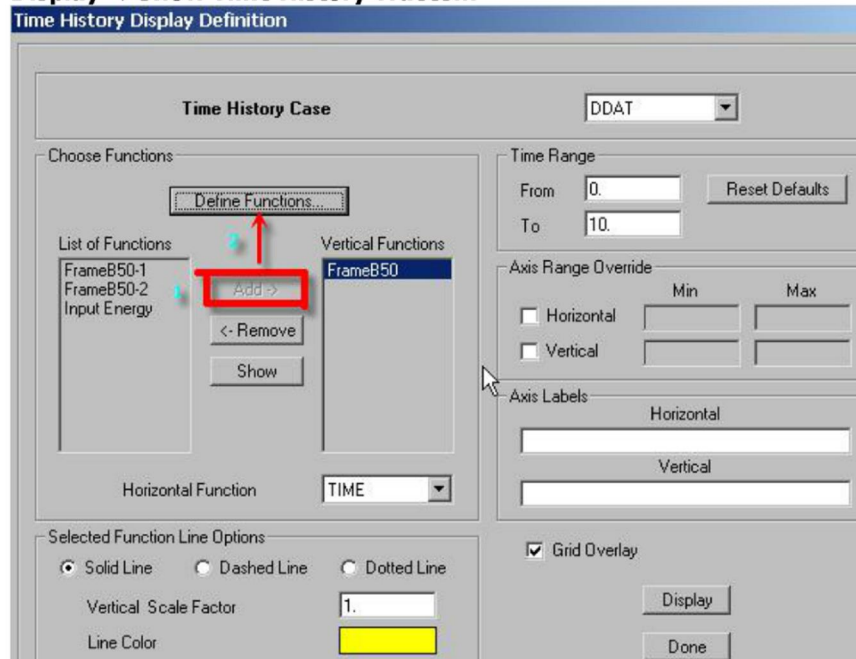 Time History Display Definition
Time History Case
DDAT
Choose Functions
Define Functions...
2
List of Functions
Vertical Functions
FrameB50-1
FrameB50-2
Input Energy
1
Add ->
<- Remove
Show
FrameB50
Horizontal Function
TIME
Time Range
From
0.
Reset Defaults
To
10.
Axis Range Override
Min
Max
Horizontal
Vertical
Axis Labels
Horizontal
Vertical
Selected Function Line Options
Solid Line
Dashed Line
Dotted Line
Vertical Scale Factor
1.
Line Color
Grid Overlay
Display
Done